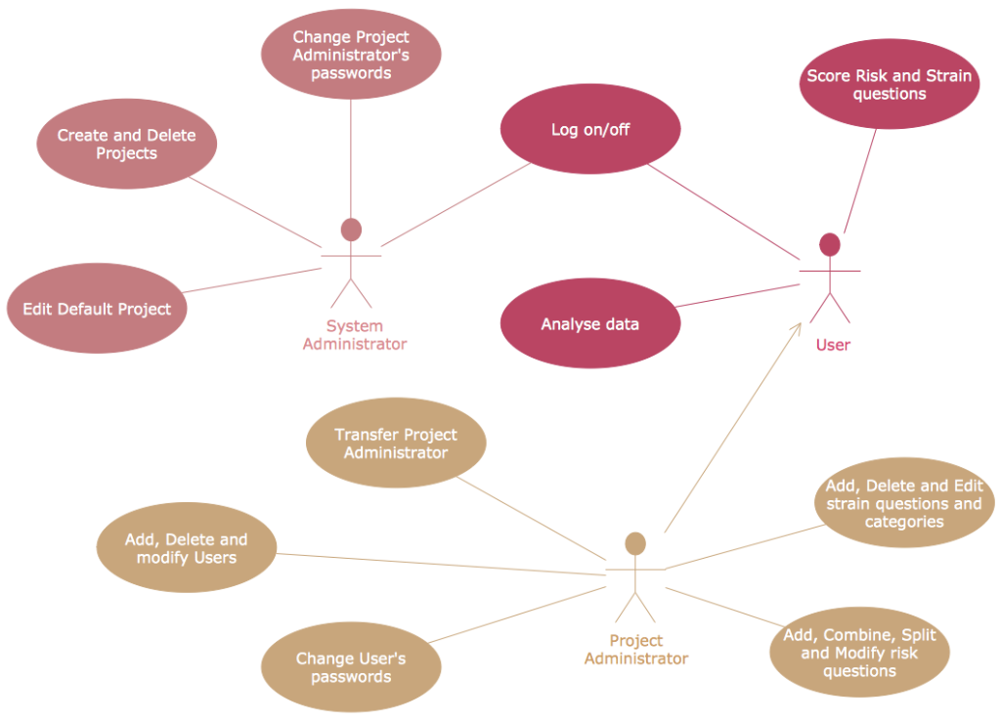 Change Project
Administrator's
passwords
Score Risk and Strain
questions
Log on/off
Create and Delete
Projects
Edit Default Project
System
Administrator
Analyse data
User
Transfer Project
Administrator
Add, Delete and Edit
strain questions and
categories
Add, Delete and
modify Users
Project
Administrator
Add, Combine, Split
and Modify risk
questions
Change User's
passwords